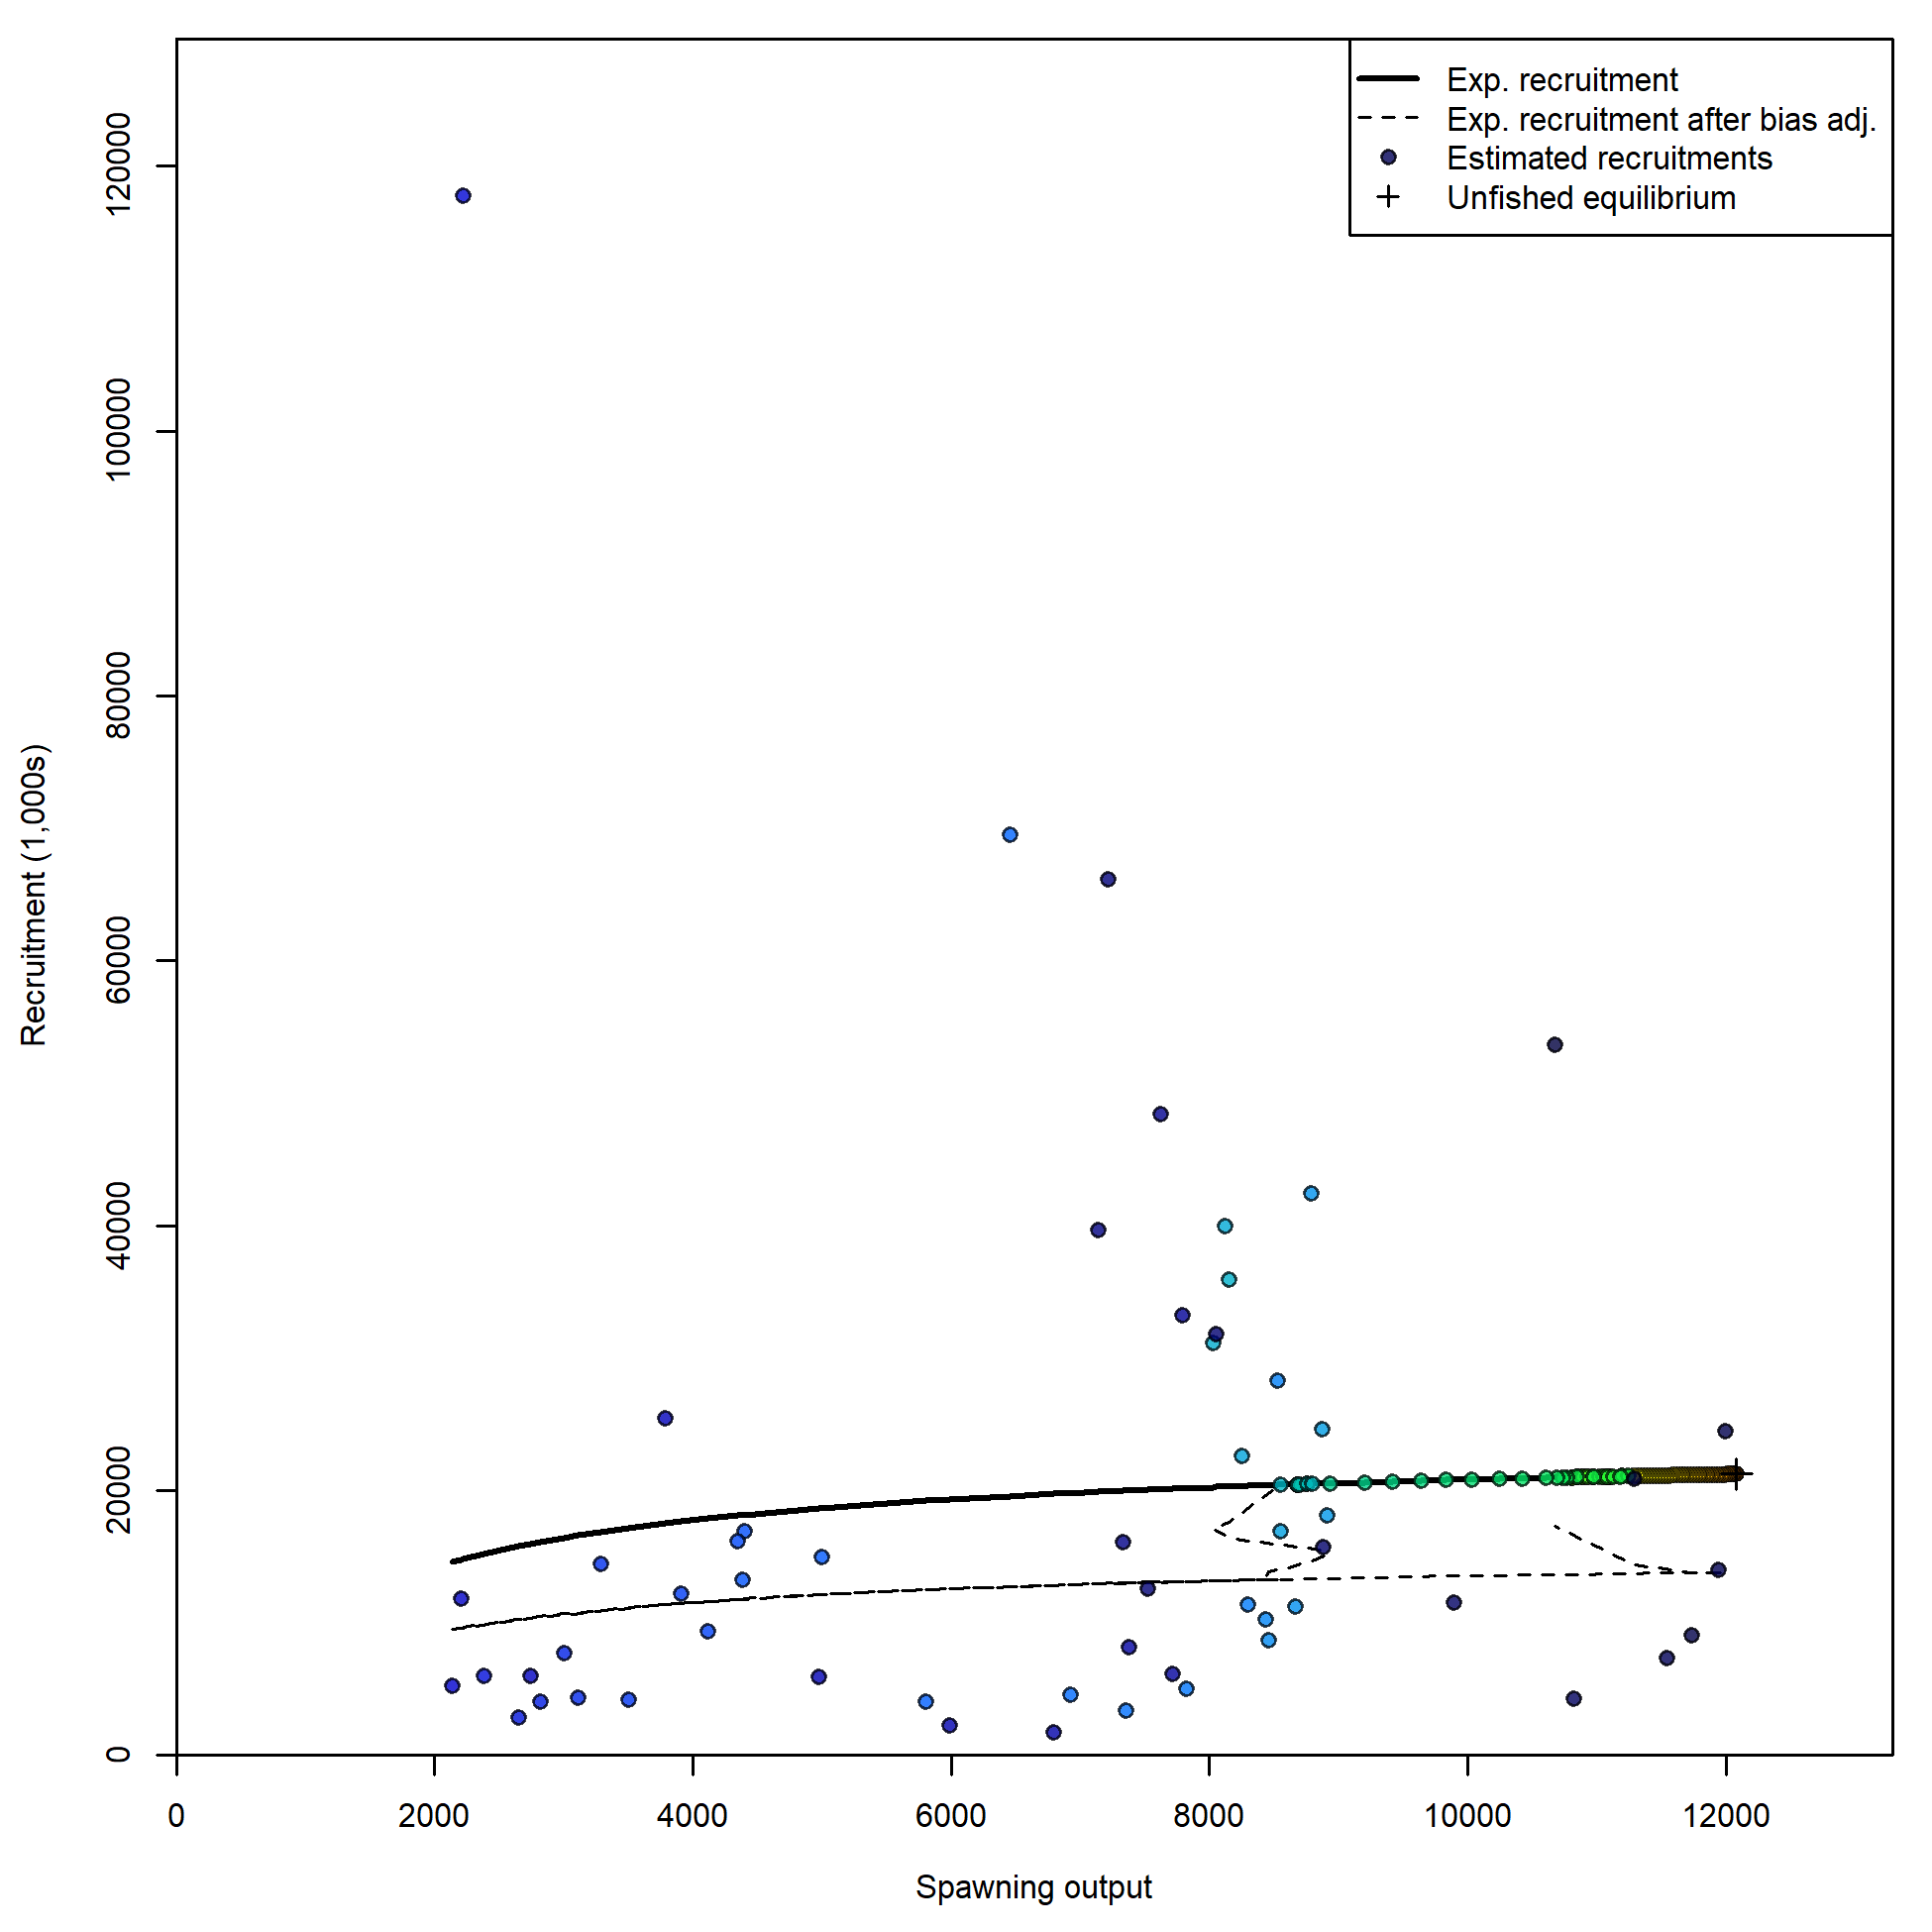 Exp. recruitment
Exp. recruitment after bias adj.
Estimated recruitments
Unfished equilibrium
120000
100000
80000
60000
40000
20000
0
Recruitment (1,000s)
0 2000 4000 6000 8000 10000 12000
Spawning output